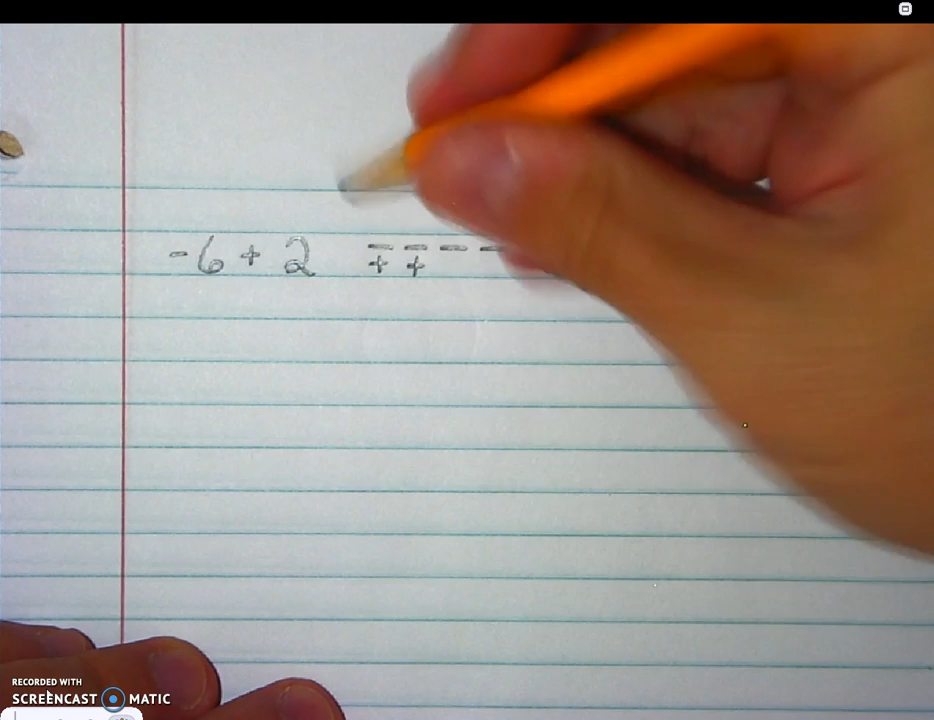 -6 + 2 − − − −
+ +
RECORDED WITH
SCREENCAST MATIC